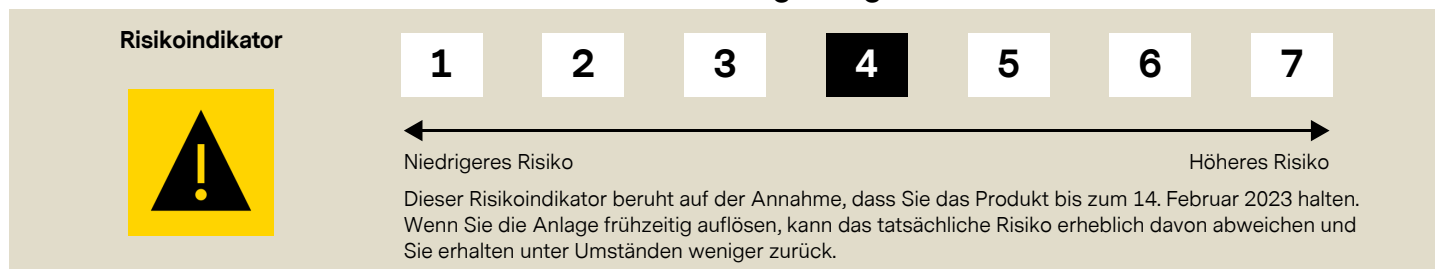 Risikoindikator
1 2 3 4 5 6 7
Niedrigeres Risiko Höheres Risiko
Dieser Risikoindikator beruht auf der Annahme, dass Sie das Produkt bis zum 14. Februar 2023 halten.
Wenn Sie die Anlage frühzeitig auflösen, kann das tatsächliche Risiko erheblich davon abweichen und
Sie erhalten unter Umständen weniger zurück.